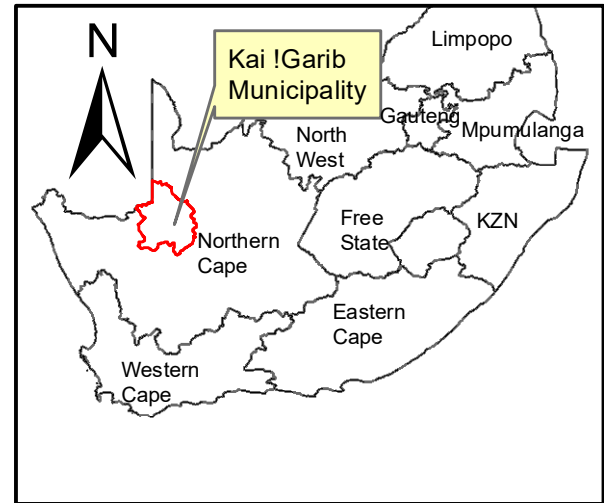 N
Kai !Garib
Municipality
Limpopo
Gauteng
Mpumulanga
North
West
Free
State
KZN
Northern
Cape
Eastern
Cape
Western
Cape